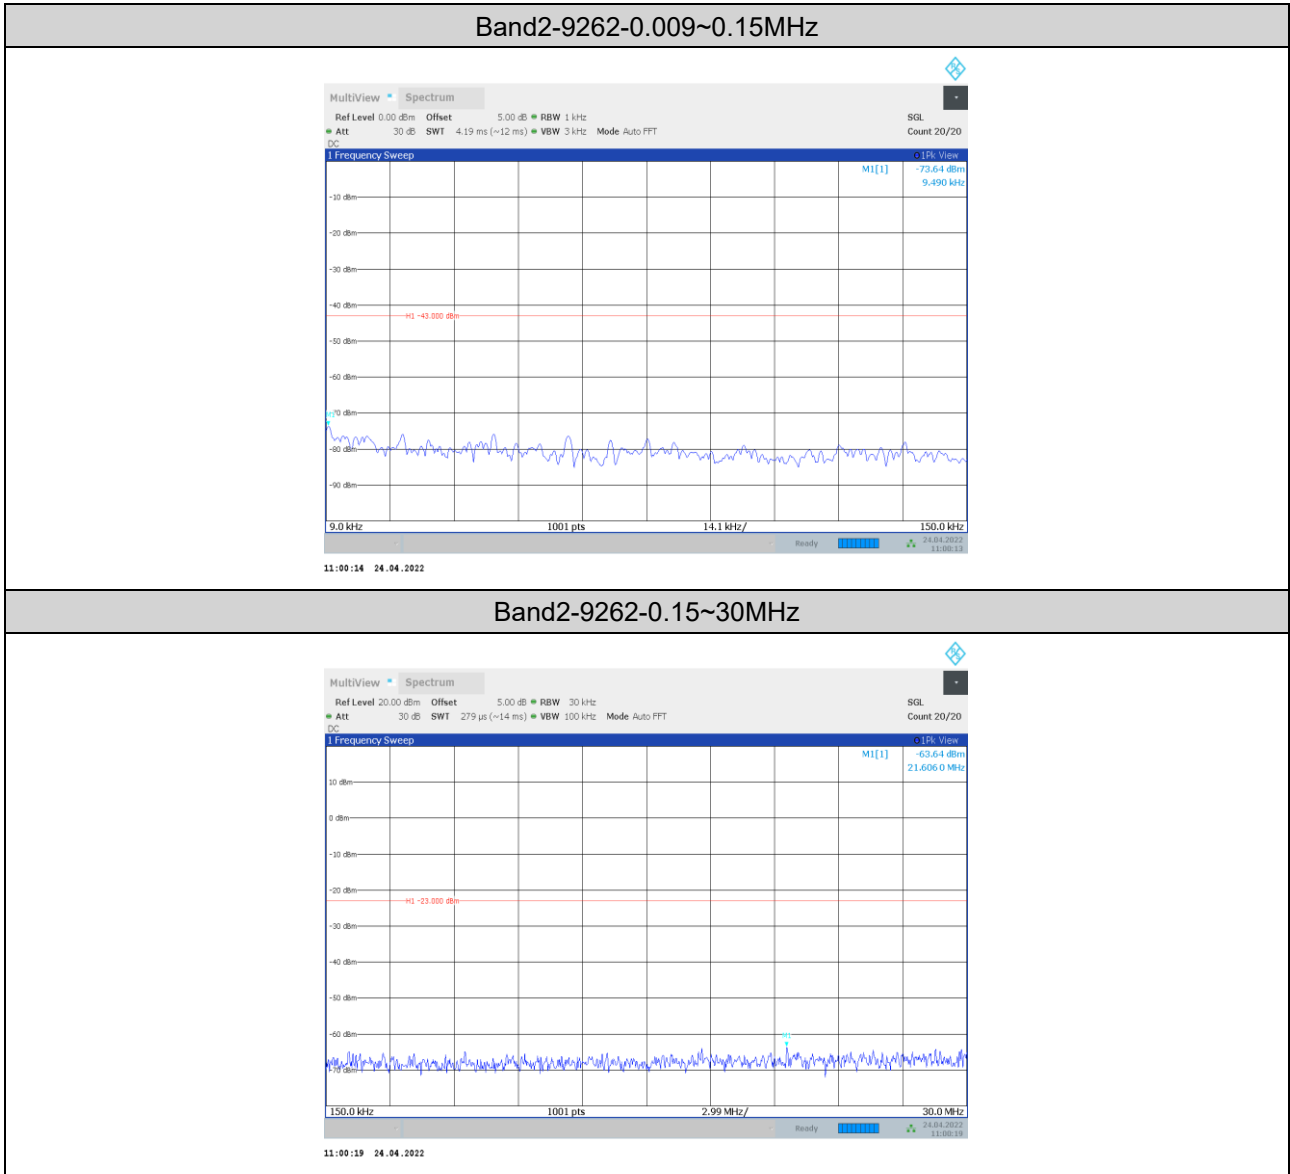 Band2-9262-0.009~0.15MHz
MultiView Spectrum
Ref Level 0.00 dBm Offset 5.00 dB RBW 1 kHz SGL
Att 30 dB SWT 4.19 ms (~12 ms) VBW 3 kHz Mode Auto FFT Count 20/20
DC
1 Frequency Sweep 1Pk View
M1[1] -73.64 dBm
9.490 kHz
-10 dBm
-20 dBm
-30 dBm
-40 dBm
H1 -43.000 dBm
-50 dBm
-60 dBm
M1
-70 dBm
-80 dBm
-90 dBm
9.0 kHz 1001 pts 14.1 kHz/ 150.0 kHz
Ready 24.04.2022
11:00:13
11:00:14 24.04.2022
Band2-9262-0.15~30MHz
MultiView Spectrum
Ref Level 20.00 dBm Offset 5.00 dB RBW 30 kHz SGL
Att 30 dB SWT 279 µs (~14 ms) VBW 100 kHz Mode Auto FFT Count 20/20
DC
1 Frequency Sweep 1Pk View
M1[1] -63.64 dBm
21.606 0 MHz
10 dBm
0 dBm
-10 dBm
-20 dBm
H1 -23.000 dBm
-30 dBm
-40 dBm
-50 dBm
-60 dBm
M1
-70 dBm
150.0 kHz 1001 pts 2.99 MHz/ 30.0 MHz
Ready 24.04.2022
11:00:19
11:00:19 24.04.2022